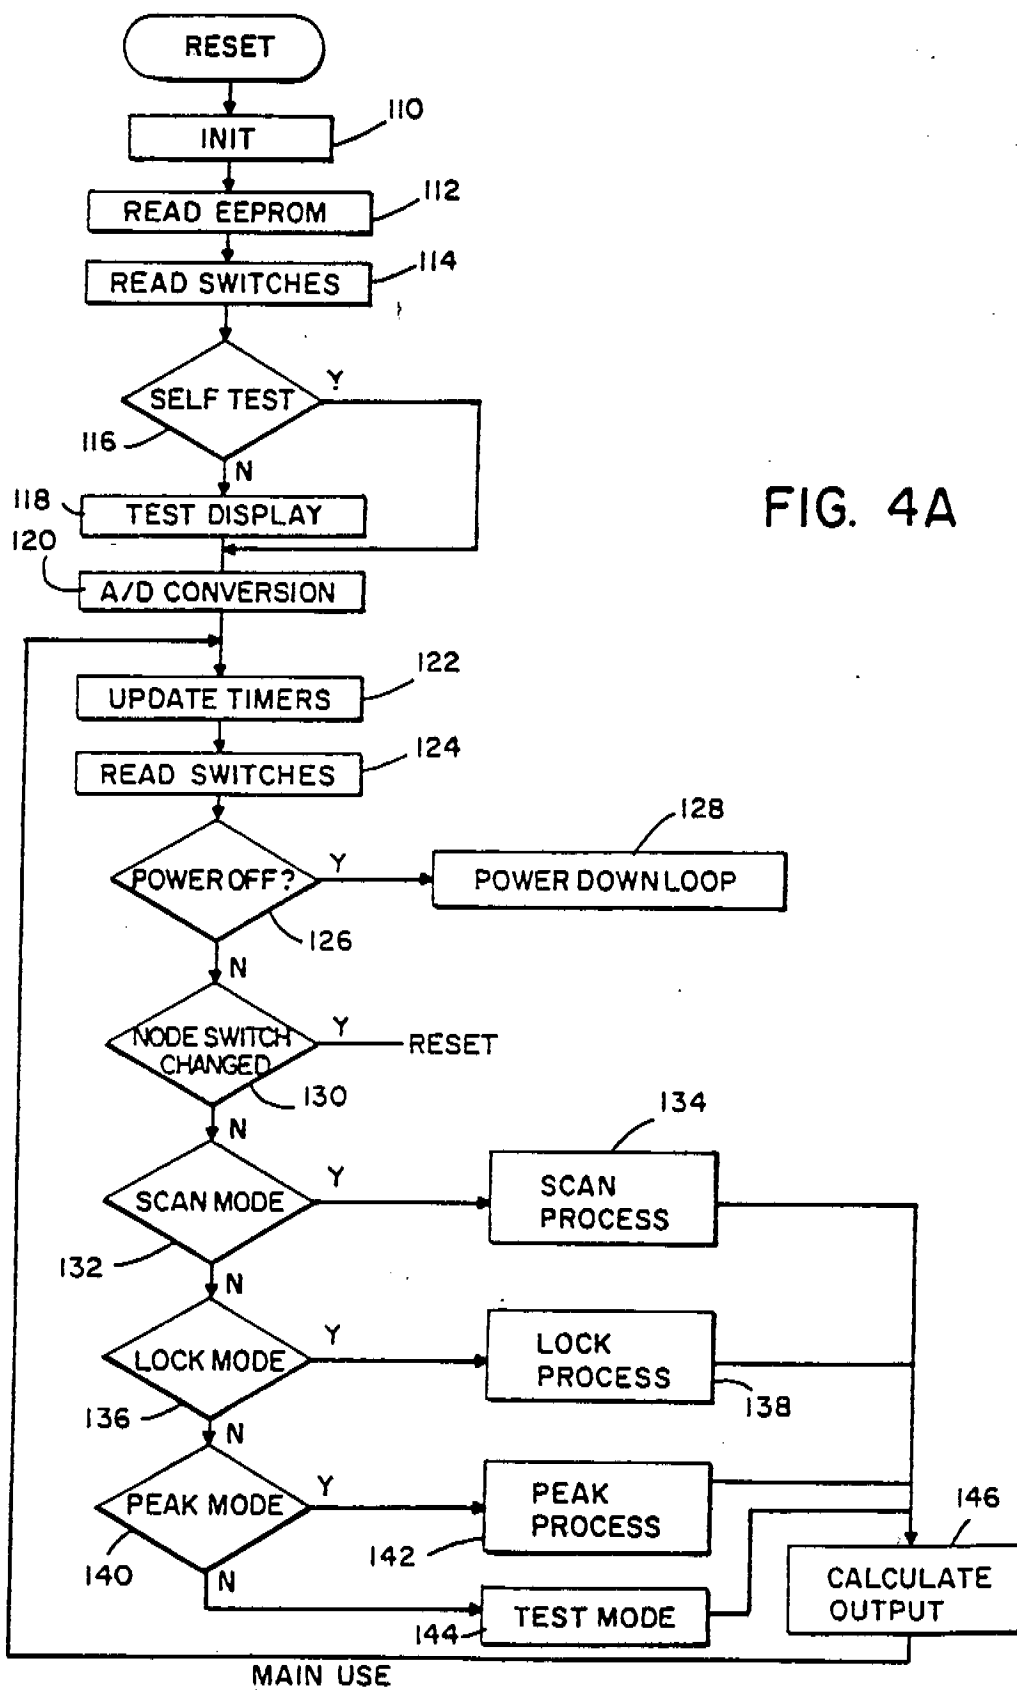 RESET
INIT
110
READ EEPROM
112
READ SWITCHES
114
SELF TEST
Y
116
N
118
TEST DISPLAY
FIG. 4A
120
A/D CONVERSION
UPDATE TIMERS
122
READ SWITCHES
124
128
POWER OFF?
Y
POWER DOWN LOOP
126
N
NODE SWITCH
CHANGED
Y
RESET
130
N
134
SCAN MODE
Y
SCAN
PROCESS
132
N
LOCK MODE
Y
LOCK
PROCESS
136
138
N
PEAK MODE
Y
PEAK
PROCESS
140
142
146
N
CALCULATE
OUTPUT
TEST MODE
144
MAIN USE